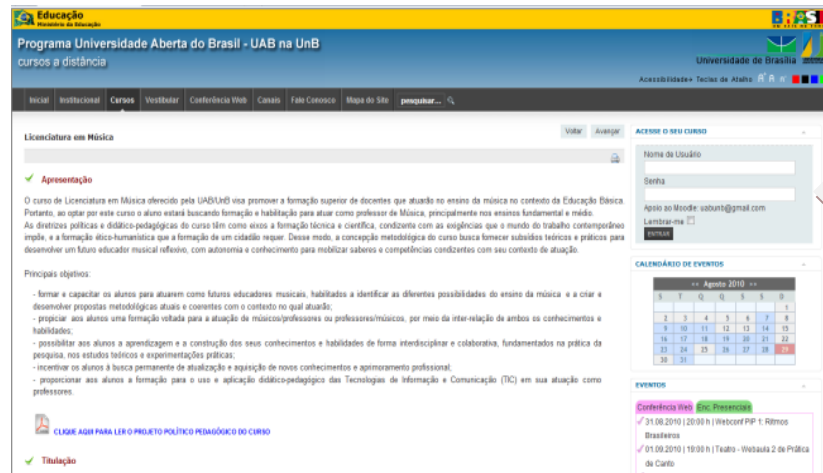 Educação
Ministério da Educação
Programa Universidade Aberta do Brasil - UAB na UnB
cursos a distância
Universidade de Brasília
Acessibilidade+ Teclas de Atalho A+ A A-
Inicial Institucional Cursos Vestibular Conferência Web Canais Fale Conosco Mapa do Site pesquisar...
Licenciatura em Música
Voltar Avançar
Apresentação
O curso de Licenciatura em Música oferecido pela UAB/UnB visa promover a formação superior de docentes que atuarão no ensino da música no contexto da Educação Básica.
Portanto, ao optar por este curso o aluno estará buscando formação e habilitação para atuar como professor de Música, principalmente nos ensinos fundamental e médio.
As diretrizes políticas e didático-pedagógicas do curso têm como eixos a formação técnica e científica, condizente com as exigências que o mundo do trabalho contemporâneo
impõe, e a formação ético-humanística que a formação de um cidadão requer. Desse modo, a concepção metodológica do curso busca fornecer subsídios teóricos e práticos para
desenvolver um futuro educador musical reflexivo, com autonomia e conhecimento para mobilizar saberes e competências condizentes com seu contexto de atuação.
Principais objetivos:
- formar e capacitar os alunos para atuarem como futuros educadores musicais, habilitados a identificar as diferentes possibilidades do ensino da música e a criar e
desenvolver propostas metodológicas atuais e coerentes com o contexto no qual atuarão;
- propiciar aos alunos uma formação voltada para a atuação de músicos/professores ou professores/músicos, por meio da inter-relação de ambos os conhecimentos e
habilidades;
- possibilitar aos alunos a aprendizagem e a construção dos seus conhecimentos e habilidades de forma interdisciplinar e colaborativa, fundamentados na prática da
pesquisa, nos estudos teóricos e experimentações práticas;
- incentivar os alunos à busca permanente de atualização e aquisição de novos conhecimentos e aprimoramento profissional;
- proporcionar aos alunos a formação para o uso e aplicação didático-pedagógico das Tecnologias de Informação e Comunicação (TIC) em sua atuação como
professores.
CLIQUE AQUI PARA LER O PROJETO POLÍTICO PEDAGÓGICO DO CURSO
Titulação
ACESSE O SEU CURSO
Nome de Usuário
Senha
Apoio ao Moodle: uabunb@gmail.com
Lembrar-me
ENTRAR
CALENDÁRIO DE EVENTOS
<< Agosto 2010 >>
S T Q Q S S D
1
2 3 4 5 6 7 8
9 10 11 12 13 14 15
16 17 18 19 20 21 22
23 24 25 26 27 28 29
30 31
EVENTOS
Conferência Web Enc. Presenciais
31.08.2010 | 20:00 h | Webconf PIP 1: Ritmos
Brasileiros
01.09.2010 | 19:00 h | Teatro - Webaula 2 de Prática
de Canto